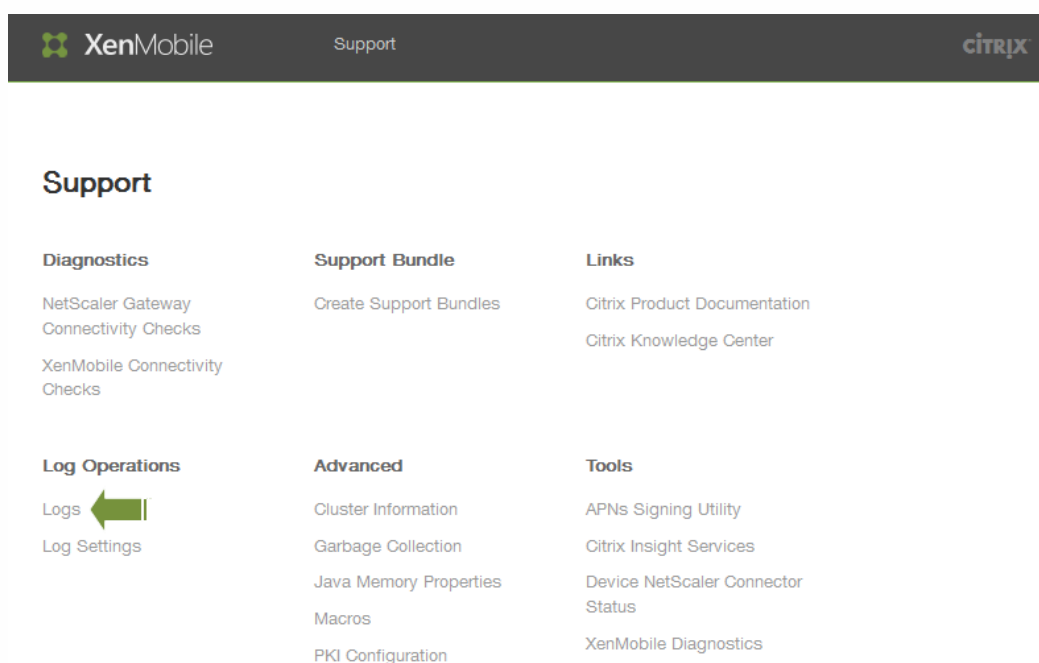 XenMobile
Support
CITRIX
Support
Diagnostics
NetScaler Gateway
Connectivity Checks
XenMobile Connectivity
Checks
Support Bundle
Create Support Bundles
Links
Citrix Product Documentation
Citrix Knowledge Center
Log Operations
Logs
Log Settings
Advanced
Cluster Information
Garbage Collection
Java Memory Properties
Macros
PKI Configuration
Tools
APNs Signing Utility
Citrix Insight Services
Device NetScaler Connector
Status
XenMobile Diagnostics